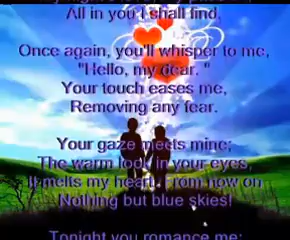 All in you I shall find,
Once again, you'll whisper to me,
"Hello, my dear. "
Your touch eases me,
Removing any fear.
Your gaze meets mine;
The warm look in your eyes,
It melts my heart. From now on
Nothing but blue skies!
Tonight you romance me;